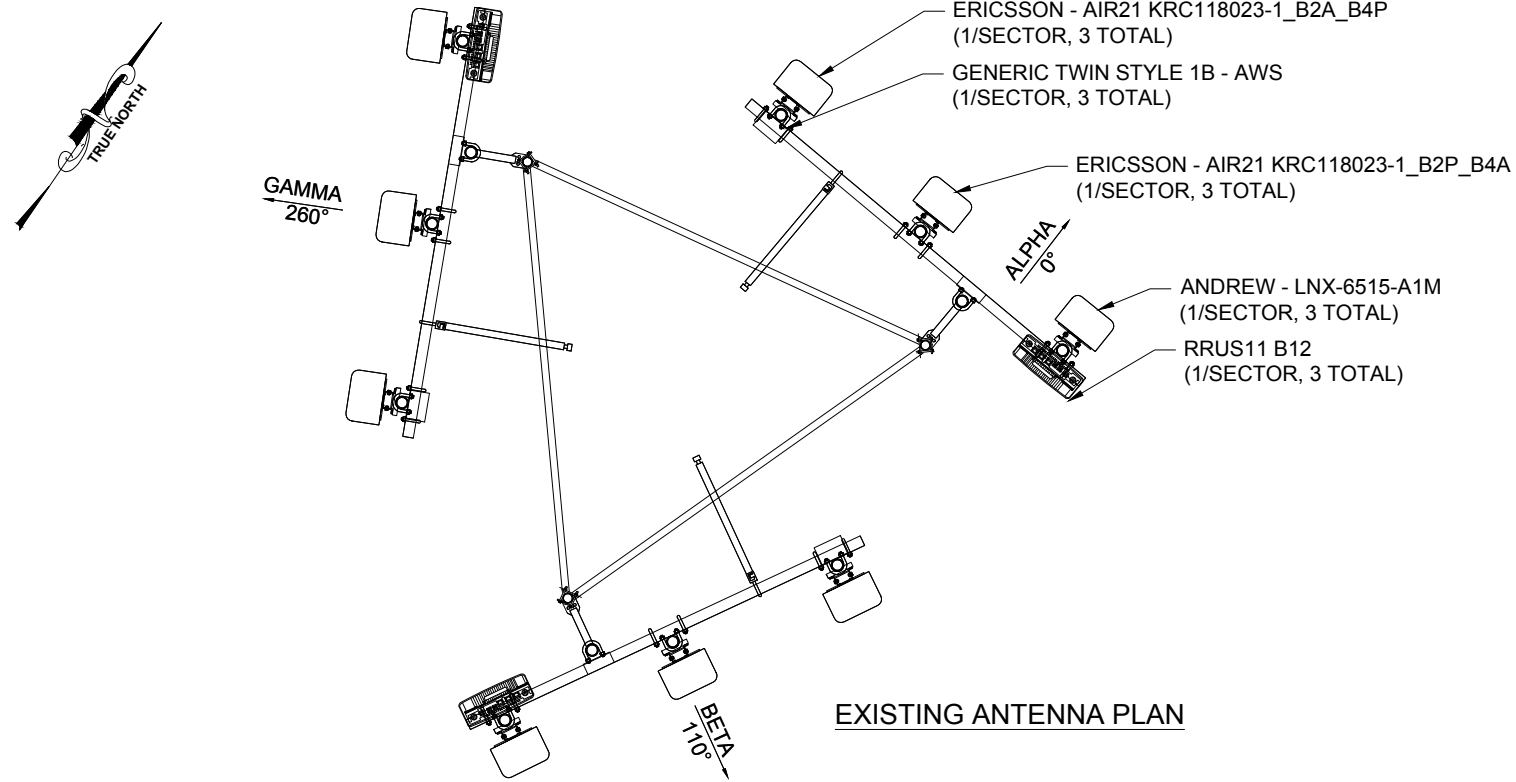 ERICSSON - AIR21 KRC118023-1_B2A_B4P
(1/SECTOR, 3 TOTAL)
GENERIC TWIN STYLE 1B - AWS
(1/SECTOR, 3 TOTAL)
TRUE NORTH
ERICSSON - AIR21 KRC118023-1_B2P_B4A
(1/SECTOR, 3 TOTAL)
GAMMA
260°
ALPHA
0°
ANDREW - LNX-6515-A1M
(1/SECTOR, 3 TOTAL)
RRUS11 B12
(1/SECTOR, 3 TOTAL)
BETA
110°
EXISTING ANTENNA PLAN